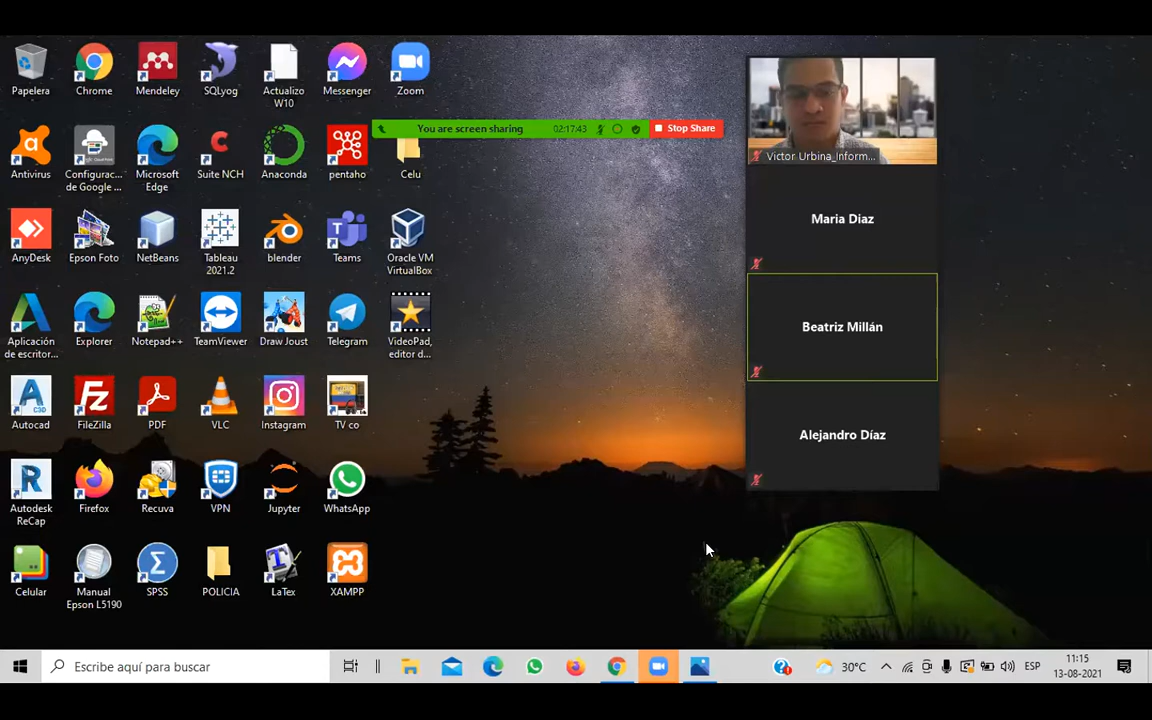 Papelera
Chrome
Mendeley
SQLyog
Actualizo
W10
Messenger
Zoom
You are screen sharing
02:17:43
Stop Share
Antivirus
Configurac...
de Google ...
Microsoft
Edge
Suite NCH
Anaconda
pentaho
Celu
AnyDesk
Epson Foto
NetBeans
Tableau
2021.2
blender
Teams
Oracle VM
VirtualBox
Aplicación
de escritor...
Explorer
Notepad++
TeamViewer
Draw Joust
Telegram
VideoPad,
editor d...
Autocad
FileZilla
PDF
VLC
Instagram
TV co
Autodesk
ReCap
Firefox
Recuva
VPN
Jupyter
WhatsApp
Celular
Manual
Epson L5190
SPSS
POLICIA
LaTex
XAMPP
Victor Urbina_Inform...
Maria Diaz
Beatriz Millán
Alejandro Díaz
Escribe aquí para buscar
30°C
ESP
11:15
13-08-2021